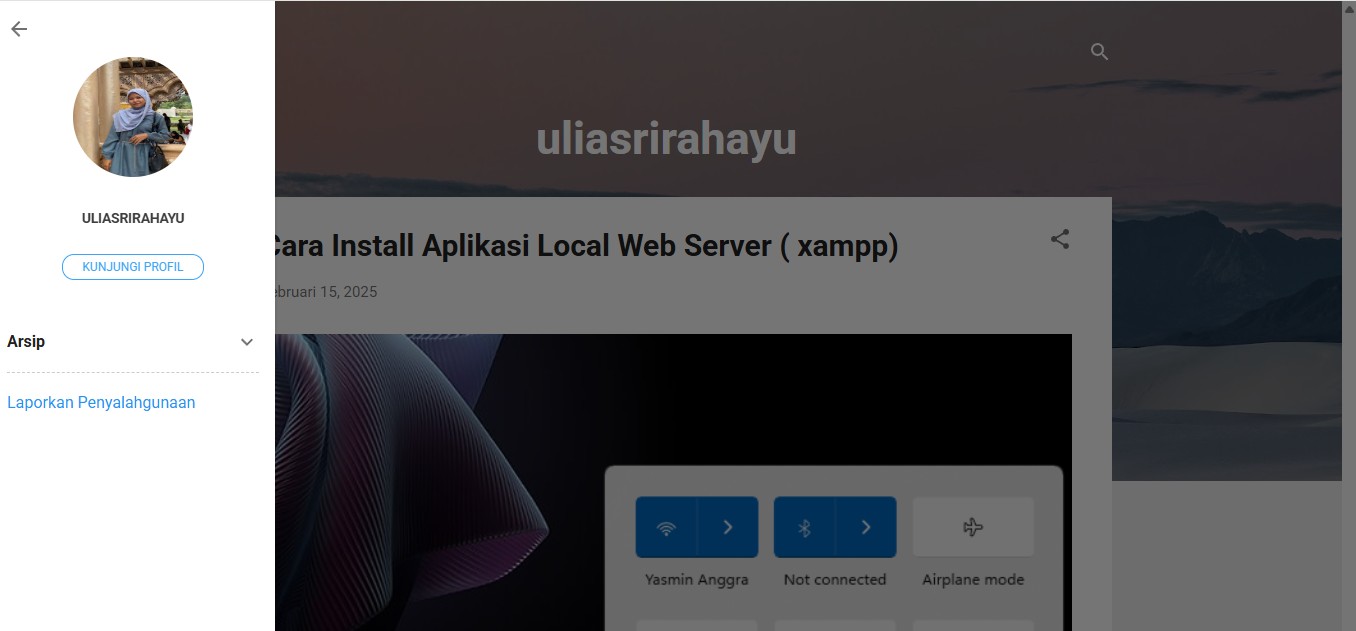 uliasrirahayu
ULIASRIRAHAYU
KUNJUNGI PROFIL
Arsip
Laporkan Penyalahgunaan
Cara Install Aplikasi Local Web Server ( xampp)
ebruari 15, 2025
Yasmin Anggra
Not connected
Airplane mode